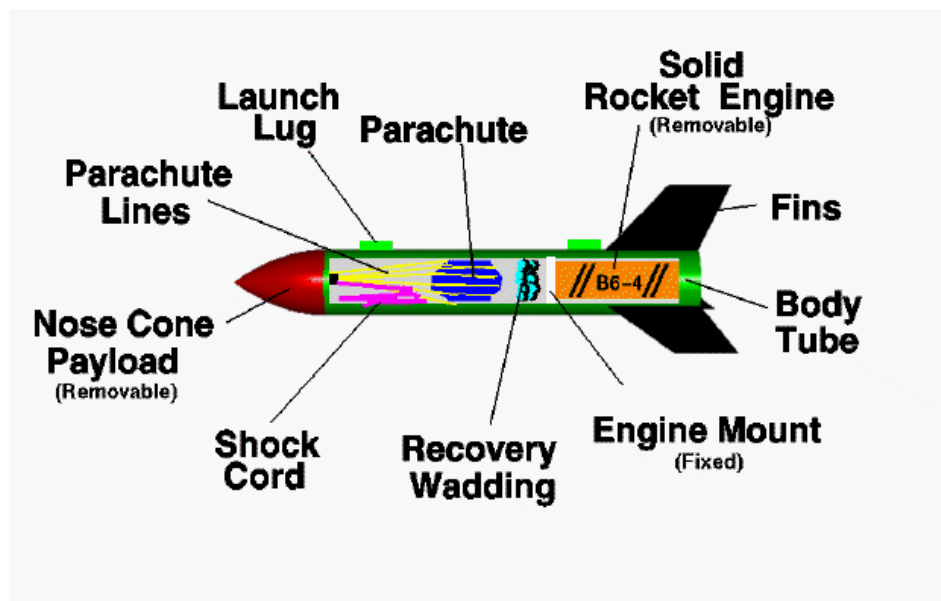 Solid
Rocket Engine
(Removable)
Launch
Lug
Parachute
Parachute
Lines
Fins
// B6-4 //
Nose Cone
Payload
(Removable)
Body
Tube
Shock
Cord
Recovery
Wadding
Engine Mount
(Fixed)